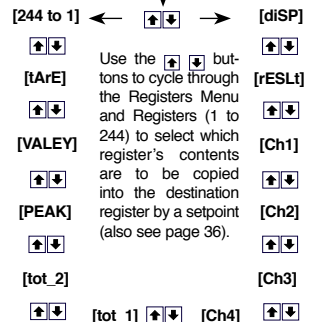 [244 to 1]
[diSP]
Use the but-
tons to cycle through
the Registers Menu
and Registers (1 to
244) to select which
register's contents
are to be copied
into the destination
register by a setpoint
(also see page 36).
[tArE]
[VALEY]
[PEAK]
[tot_2]
[tot_1]
[rESLt]
[Ch1]
[Ch2]
[Ch3]
[Ch4]